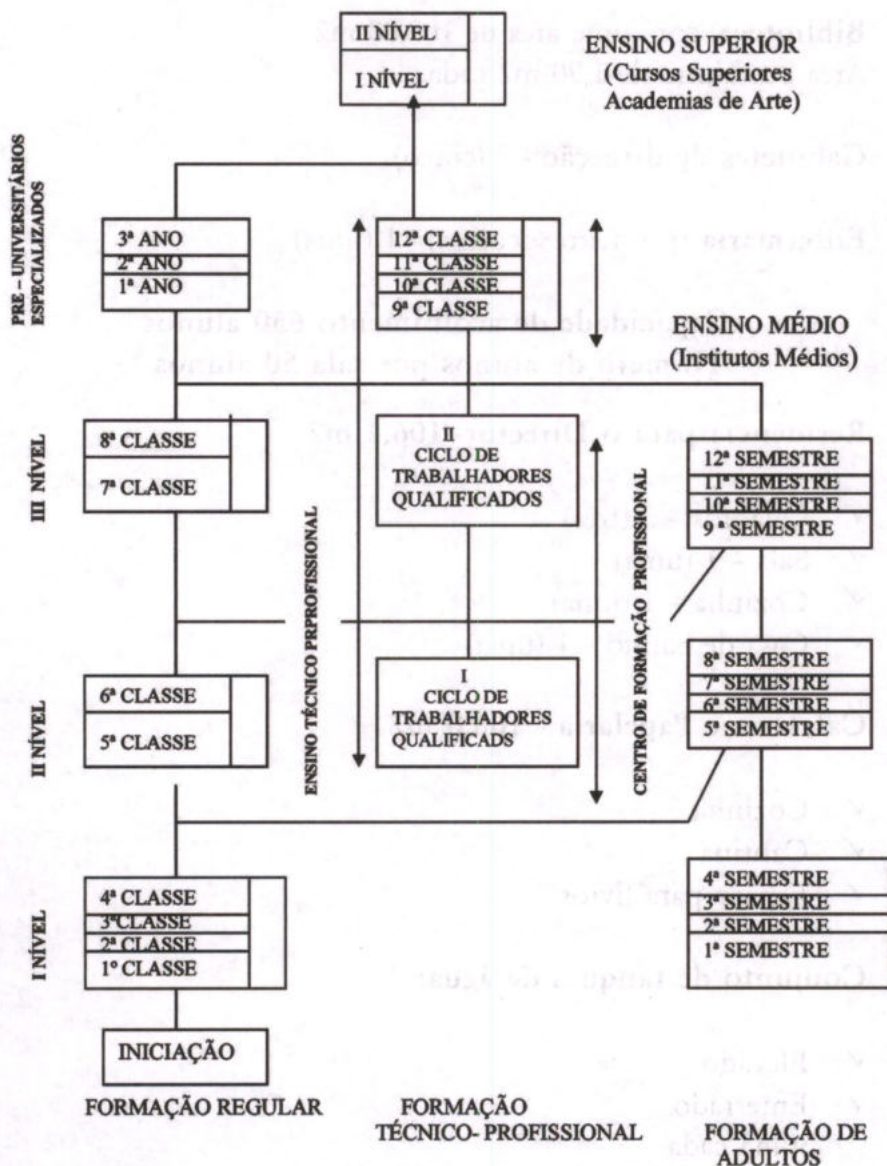 II NÍVEL
I NÍVEL
ENSINO SUPERIOR
(Cursos Superiores
Academias de Arte)
PRE – UNIVERSITÁRIOS
ESPECIALIZADOS
3ª ANO
2ª ANO
1ª ANO
12ª CLASSE
11ª CLASSE
10ª CLASSE
9ª CLASSE
ENSINO MÉDIO
(Institutos Médios)
III NÍVEL
8ª CLASSE
7ª CLASSE
II
CICLO DE
TRABALHADORES
QUALIFICADOS
12ª SEMESTRE
11ª SEMESTRE
10ª SEMESTRE
9ª SEMESTRE
ENSINO TÉCNICO PRPROFISSIONAL
CENTRO DE FORMAÇÃO PROFISSIONAL
II NÍVEL
6ª CLASSE
5ª CLASSE
I
CICLO DE
TRABALHADORES
QUALIFICADS
8ª SEMESTRE
7ª SEMESTRE
6ª SEMESTRE
5ª SEMESTRE
I NÍVEL
4ª CLASSE
3ªCLASSE
2ª CLASSE
1º CLASSE
4ª SEMESTRE
3ª SEMESTRE
2ª SEMESTRE
1ª SEMESTRE
INICIAÇÃO
FORMAÇÃO REGULAR
FORMAÇÃO
TÉCNICO- PROFISSIONAL
FORMAÇÃO DE
ADULTOS